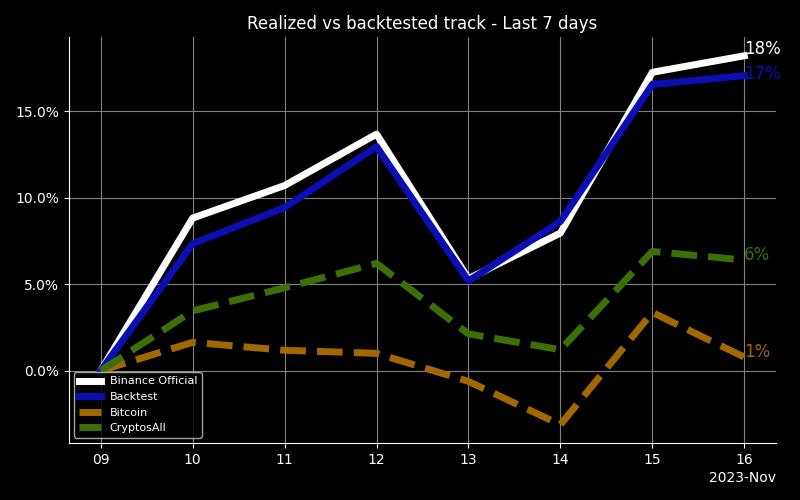 Realized vs backtested track - Last 7 days
18%
17%
15.0%
10.0%
5.0%
6%
1%
0.0%
Binance Official
Backtest
Bitcoin
CryptosAll
09 10 11 12 13 14 15 16
2023-Nov